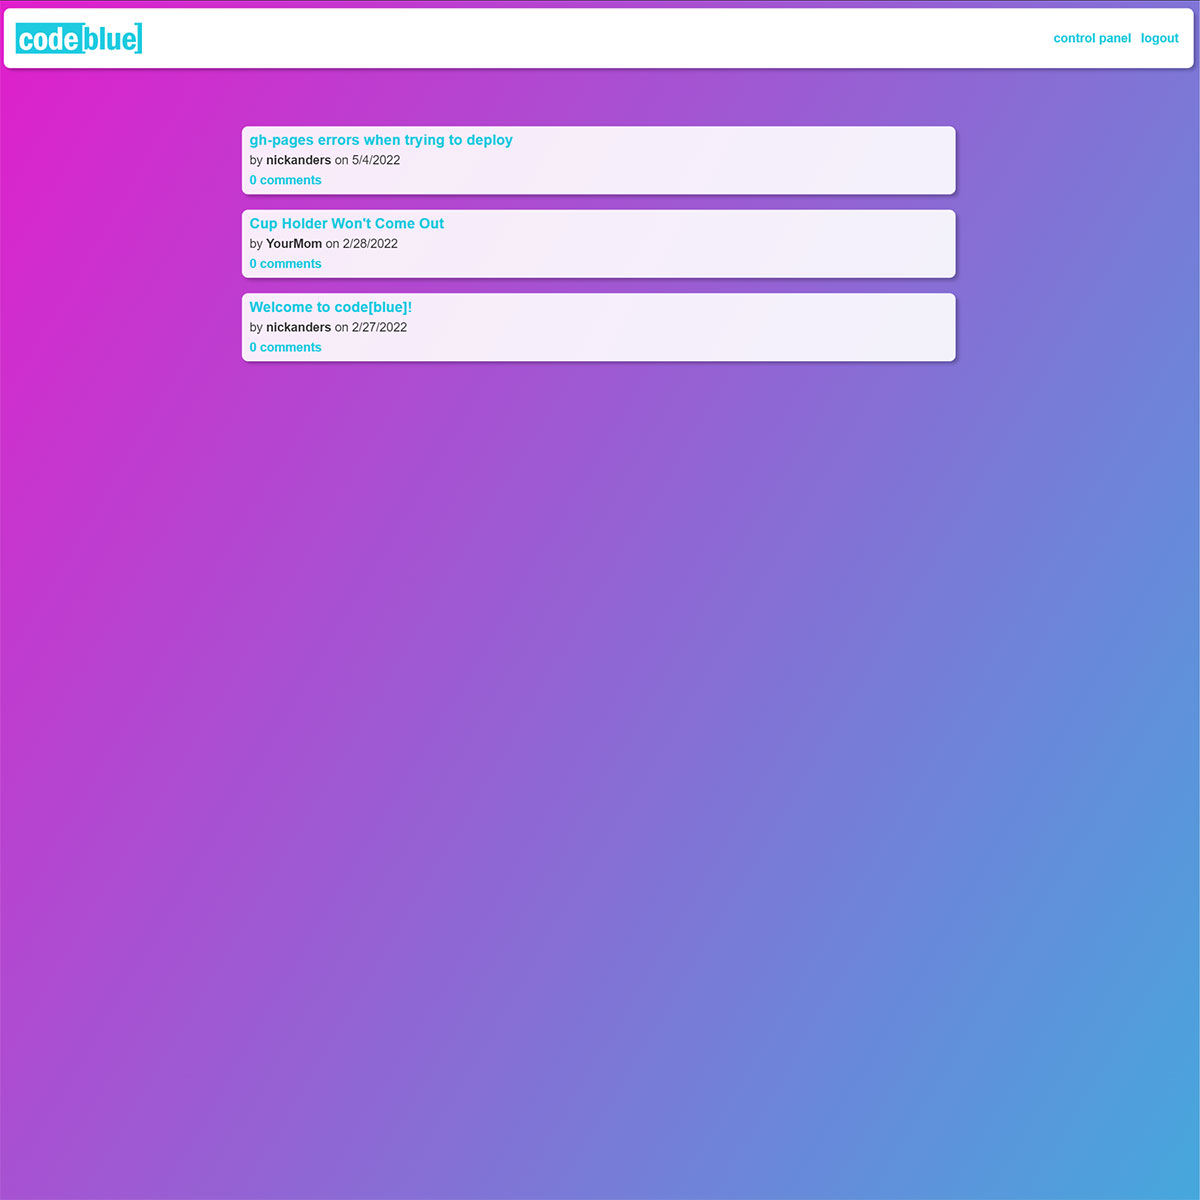 code[blue]
control panel logout
gh-pages errors when trying to deploy
by nickanders on 5/4/2022
0 comments
Cup Holder Won't Come Out
by YourMom on 2/28/2022
0 comments
Welcome to code[blue]!
by nickanders on 2/27/2022
0 comments